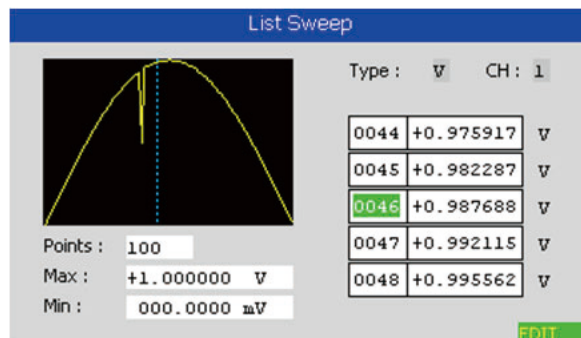 List Sweep
Type : V CH : 1
0044 +0.975917 V
0045 +0.982287 V
0046 +0.987688 V
0047 +0.992115 V
0048 +0.995562 V
Points : 100
Max : +1.000000 V
Min : 000.0000 mV
EDIT